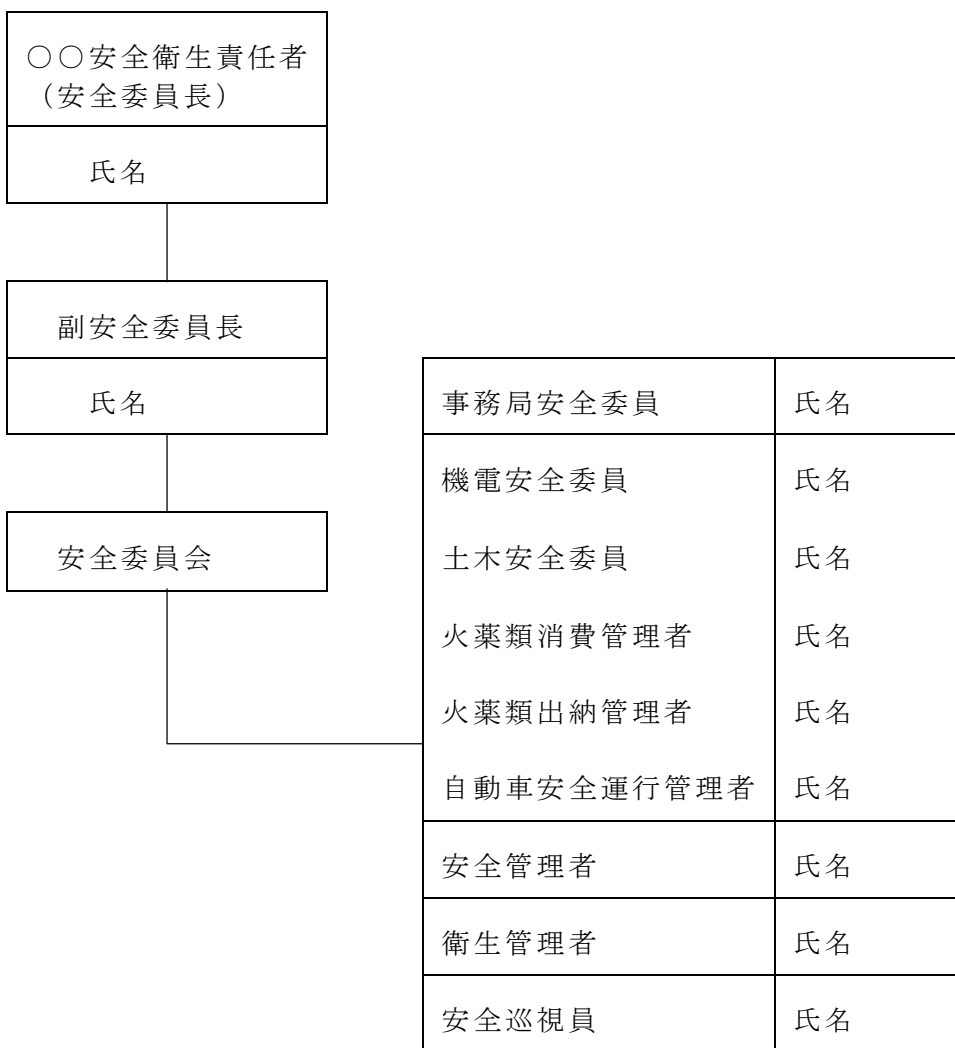 ○○安全衛生責任者
（安全委員長）
氏名
副安全委員長
氏名
安全委員会
事務局安全委員 氏名
機電安全委員 氏名
土木安全委員 氏名
火薬類消費管理者 氏名
火薬類出納管理者 氏名
自動車安全運行管理者 氏名
安全管理者 氏名
衛生管理者 氏名
安全巡視員 氏名